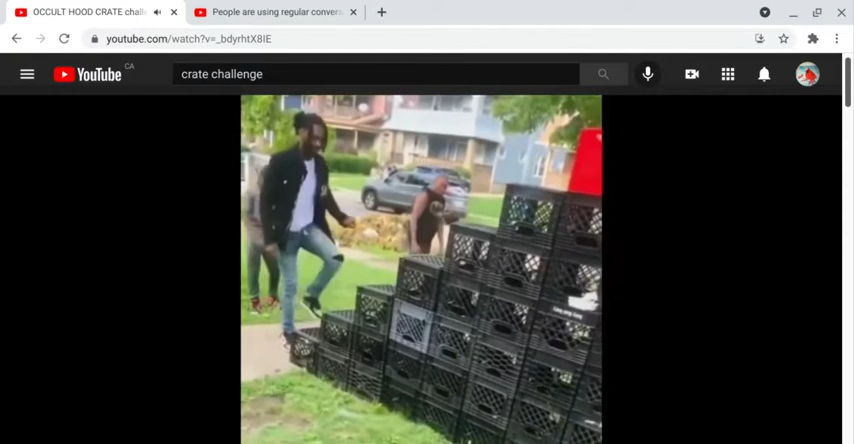 OCCULT HOOD CRATE chall
People are using regular convers
youtube.com/watch?v=_bdyrhtX8IE
YouTube CA
crate challenge